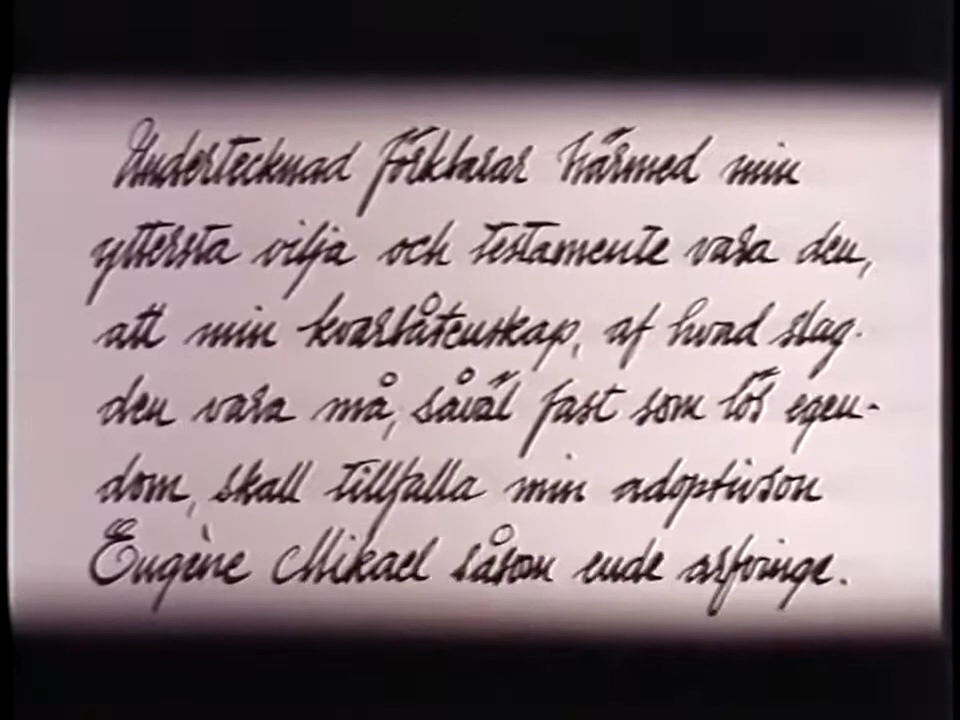 Undertecknad förklarar härmed min
yttersta vilja och testamente vara den,
att min kvarlåtenskap, af hvad slag
den vara må, såväl fast som lös egen-
dom, skall tillfalla min adoptivson
Eugène Mikael såsom ende arfvinge.